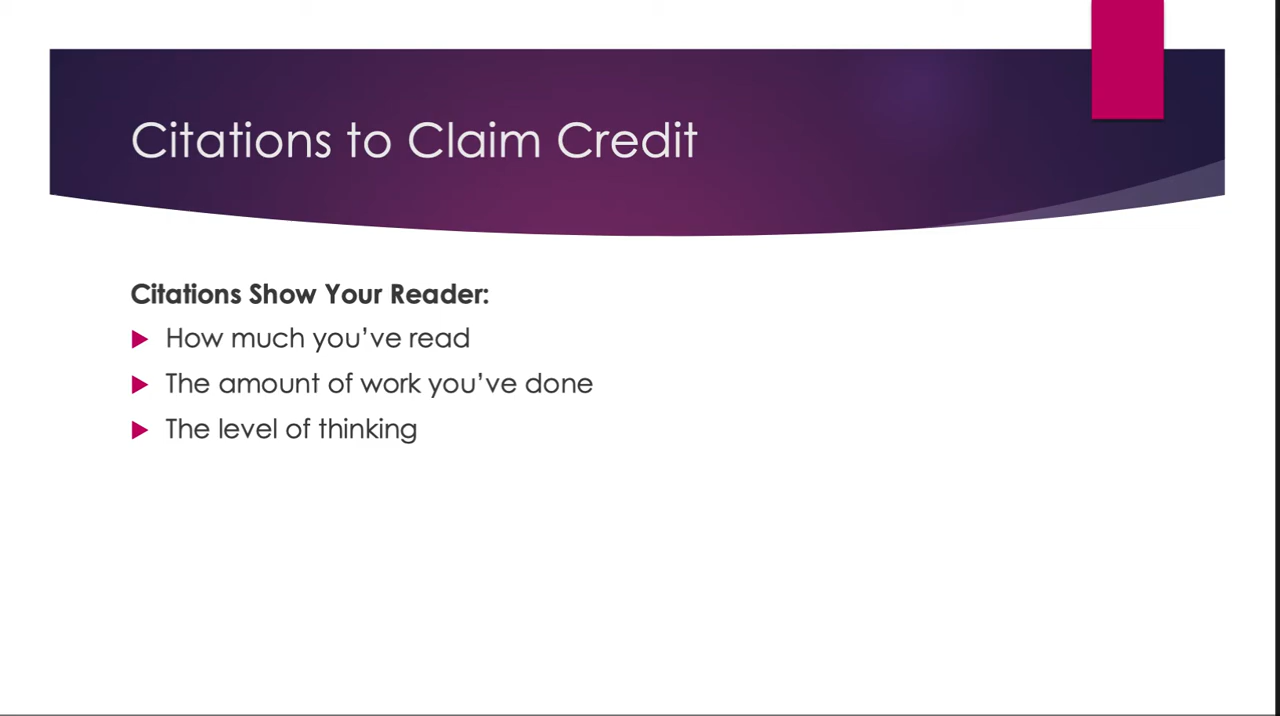 Citations to Claim Credit
Citations Show Your Reader:
How much you’ve read
The amount of work you’ve done
The level of thinking